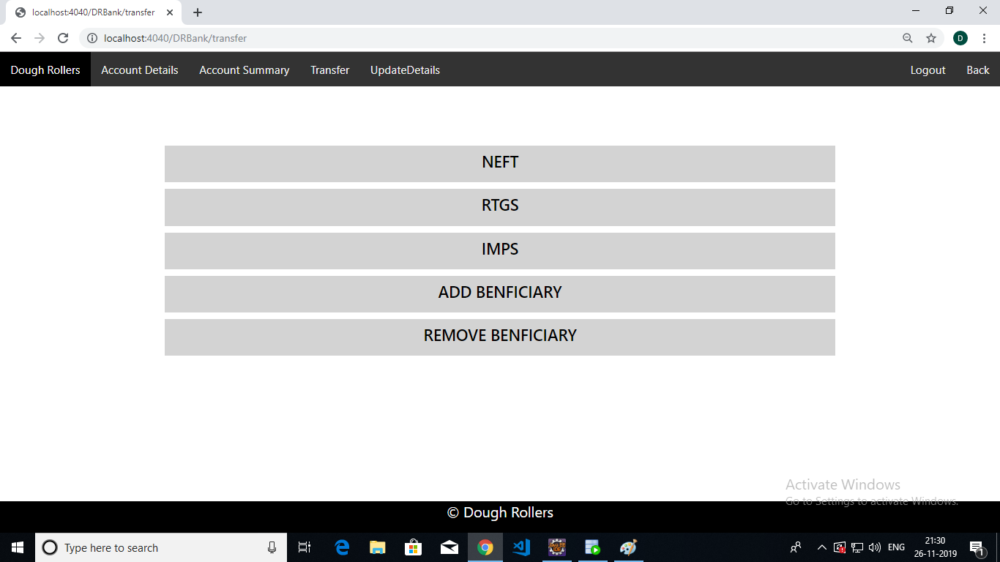 localhost:4040/DRBank/transfer
localhost:4040/DRBank/transfer
D
Dough Rollers Account Details Account Summary Transfer UpdateDetails Logout Back
NEFT
RTGS
IMPS
ADD BENFICIARY
REMOVE BENFICIARY
Activate Windows
Go to Settings to activate Windows.
© Dough Rollers
Type here to search
ENG
21:30
26-11-2019
1